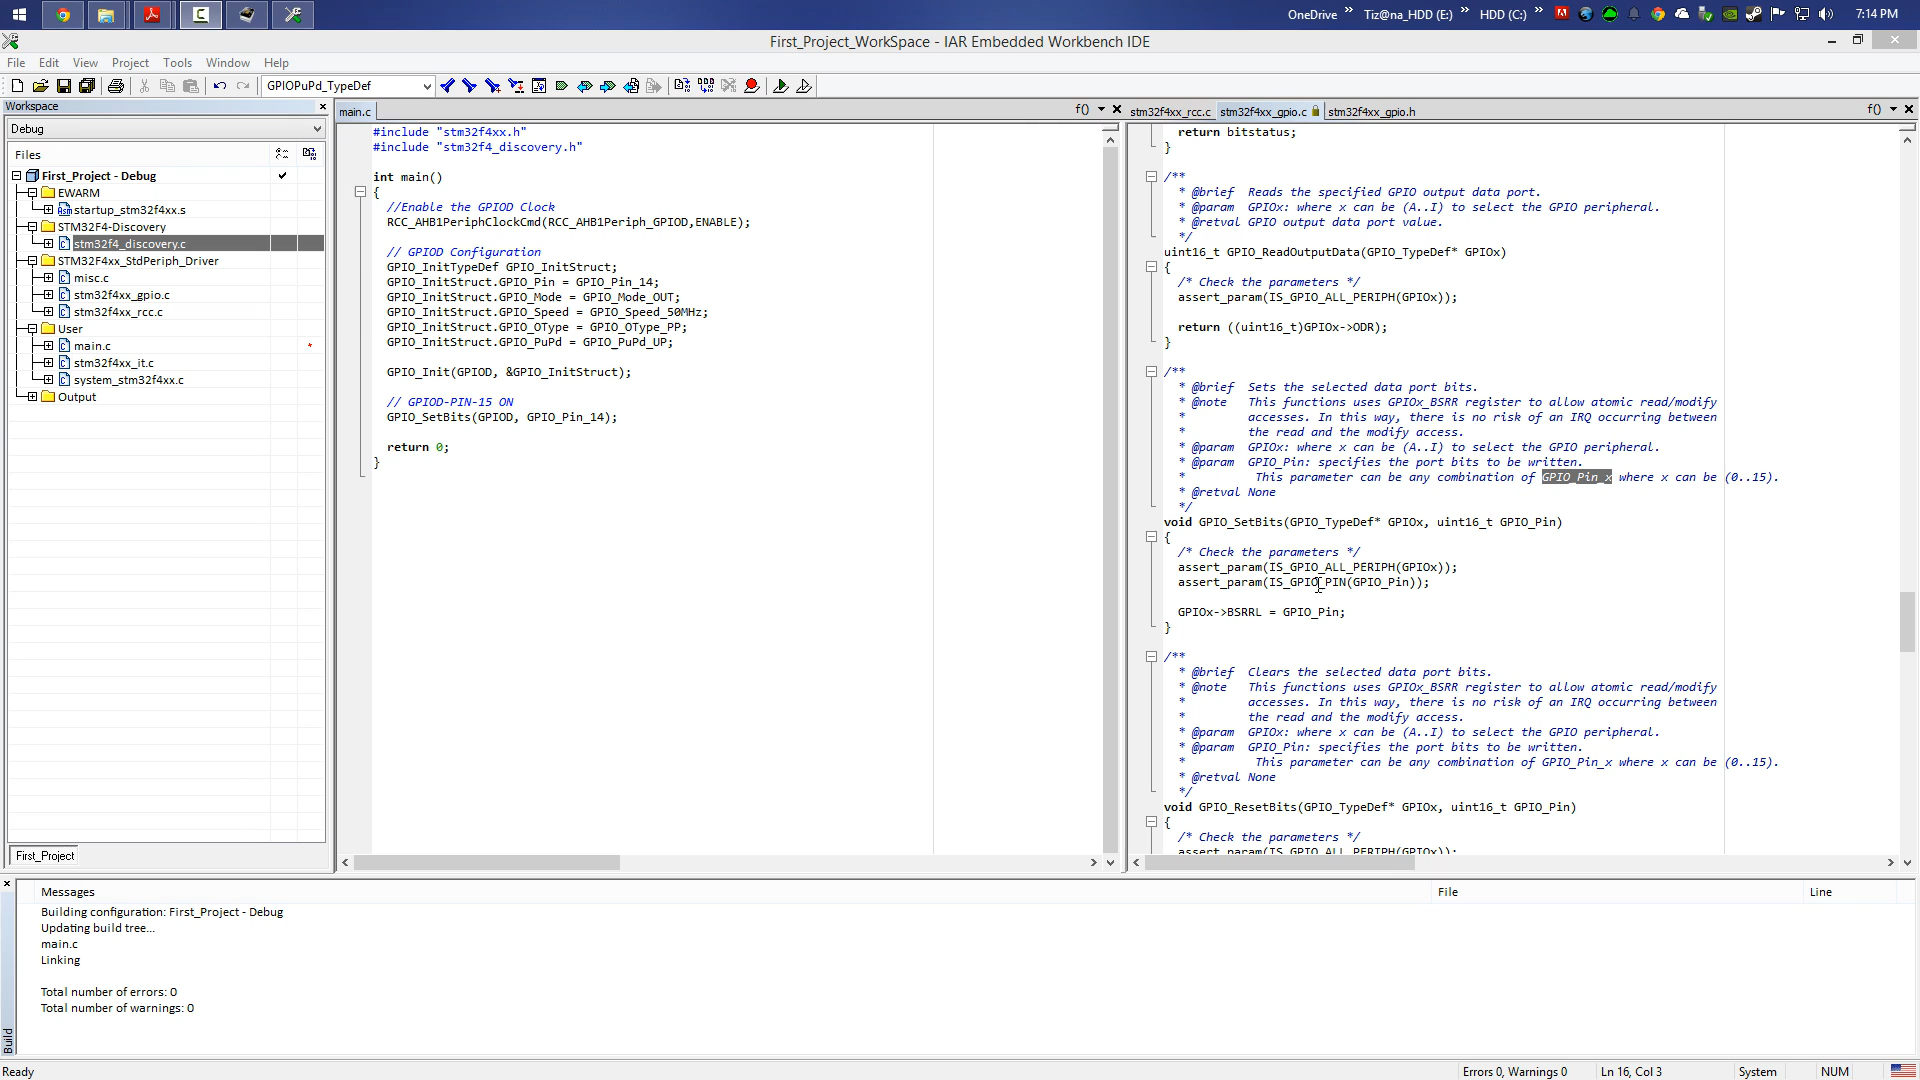 OneDrive » Tiz@na_HDD (E:) » HDD (C:) » 7:14 PM
First_Project_WorkSpace - IAR Embedded Workbench IDE
File Edit View Project Tools Window Help
GPIOPuPd_TypeDef
Workspace
Debug
Files
First_Project - Debug
EWARM
startup_stm32f4xx.s
STM32F4-Discovery
stm32f4_discovery.c
STM32F4xx_StdPeriph_Driver
misc.c
stm32f4xx_gpio.c
stm32f4xx_rcc.c
User
main.c
stm32f4xx_it.c
system_stm32f4xx.c
Output
First_Project
main.c f()
#include "stm32f4xx.h"
#include "stm32f4_discovery.h"
int main()
{
//Enable the GPIOD Clock
RCC_AHB1PeriphClockCmd(RCC_AHB1Periph_GPIOD,ENABLE);
// GPIOD Configuration
GPIO_InitTypeDef GPIO_InitStruct;
GPIO_InitStruct.GPIO_Pin = GPIO_Pin_14;
GPIO_InitStruct.GPIO_Mode = GPIO_Mode_OUT;
GPIO_InitStruct.GPIO_Speed = GPIO_Speed_50MHz;
GPIO_InitStruct.GPIO_OType = GPIO_OType_PP;
GPIO_InitStruct.GPIO_PuPd = GPIO_PuPd_UP;
GPIO_Init(GPIOD, &GPIO_InitStruct);
// GPIOD-PIN-15 ON
GPIO_SetBits(GPIOD, GPIO_Pin_14);
return 0;
}
stm32f4xx_rcc.c stm32f4xx_gpio.c stm32f4xx_gpio.h f()
return bitstatus;
}
/**
* @brief Reads the specified GPIO output data port.
* @param GPIOx: where x can be (A..I) to select the GPIO peripheral.
* @retval GPIO output data port value.
*/
uint16_t GPIO_ReadOutputData(GPIO_TypeDef* GPIOx)
{
/* Check the parameters */
assert_param(IS_GPIO_ALL_PERIPH(GPIOx));
return ((uint16_t)GPIOx->ODR);
}
/**
* @brief Sets the selected data port bits.
* @note This functions uses GPIOx_BSRR register to allow atomic read/modify
* accesses. In this way, there is no risk of an IRQ occurring between
* the read and the modify access.
* @param GPIOx: where x can be (A..I) to select the GPIO peripheral.
* @param GPIO_Pin: specifies the port bits to be written.
* This parameter can be any combination of GPIO_Pin_x where x can be (0..15).
* @retval None
*/
void GPIO_SetBits(GPIO_TypeDef* GPIOx, uint16_t GPIO_Pin)
{
/* Check the parameters */
assert_param(IS_GPIO_ALL_PERIPH(GPIOx));
assert_param(IS_GPIO_PIN(GPIO_Pin));
GPIOx->BSRRL = GPIO_Pin;
}
/**
* @brief Clears the selected data port bits.
* @note This functions uses GPIOx_BSRR register to allow atomic read/modify
* accesses. In this way, there is no risk of an IRQ occurring between
* the read and the modify access.
* @param GPIOx: where x can be (A..I) to select the GPIO peripheral.
* @param GPIO_Pin: specifies the port bits to be written.
* This parameter can be any combination of GPIO_Pin_x where x can be (0..15).
* @retval None
*/
void GPIO_ResetBits(GPIO_TypeDef* GPIOx, uint16_t GPIO_Pin)
{
/* Check the parameters */
assert_param(IS_GPIO_ALL_PERIPH(GPIOx));
Messages File Line
Building configuration: First_Project - Debug
Updating build tree...
main.c
Linking
Total number of errors: 0
Total number of warnings: 0
Build
Ready Errors 0, Warnings 0 Ln 16, Col 3 System NUM